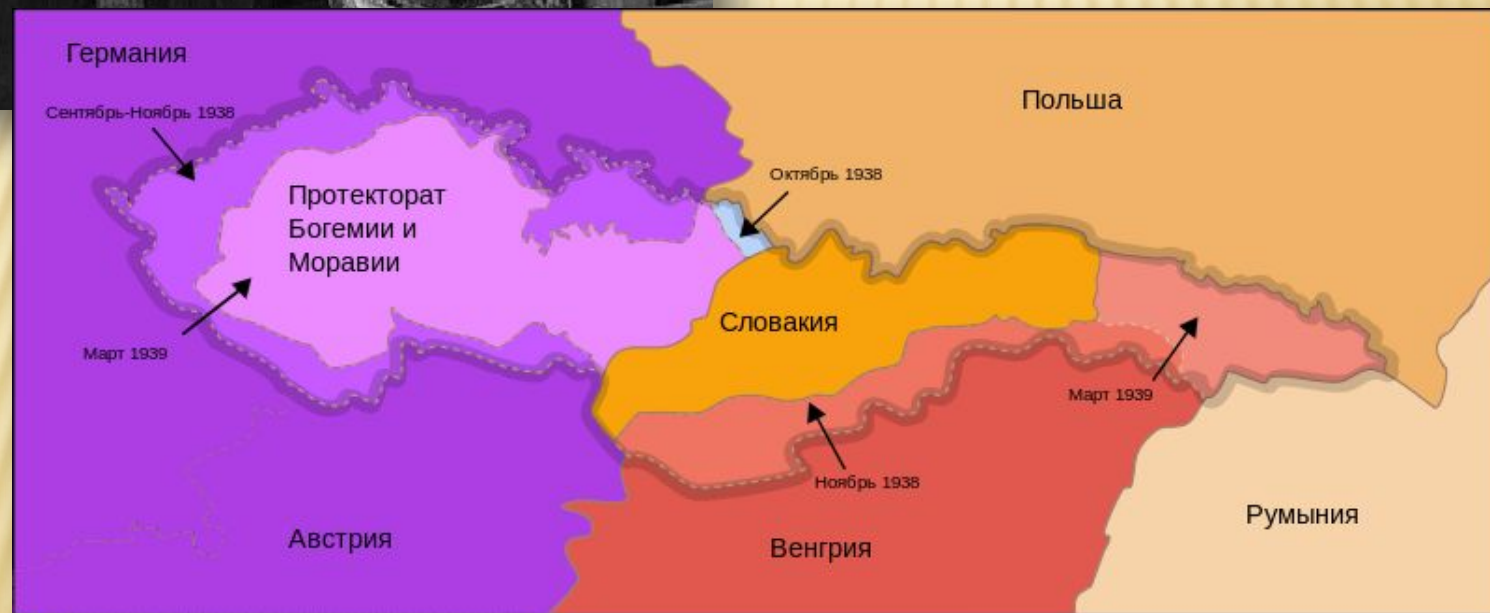 Германия
Сентябрь-Ноябрь 1938
Польша
Октябрь 1938
Протекторат
Богемии и
Моравии
Словакия
Март 1939
Март 1939
Ноябрь 1938
Румыния
Австрия
Венгрия